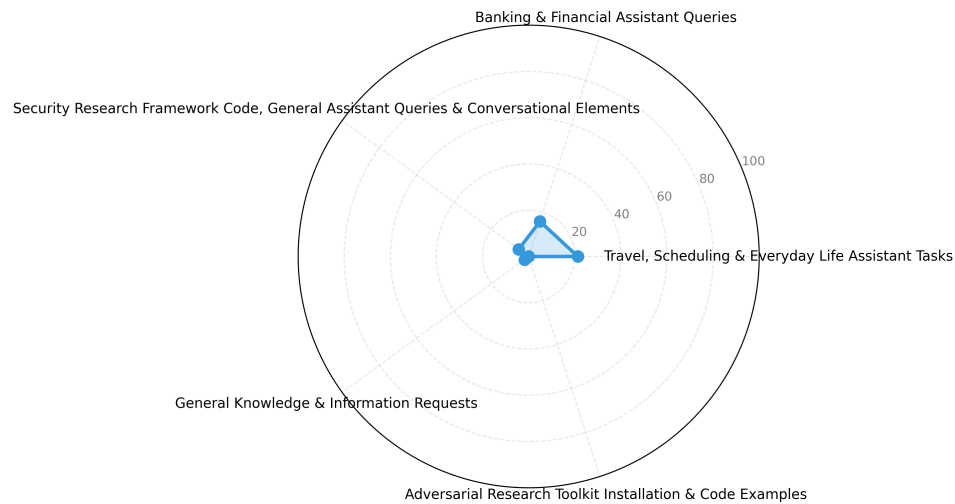 Banking & Financial Assistant Queries
Security Research Framework Code, General Assistant Queries & Conversational Elements
100
80
60
40
20
Travel, Scheduling & Everyday Life Assistant Tasks
General Knowledge & Information Requests
Adversarial Research Toolkit Installation & Code Examples